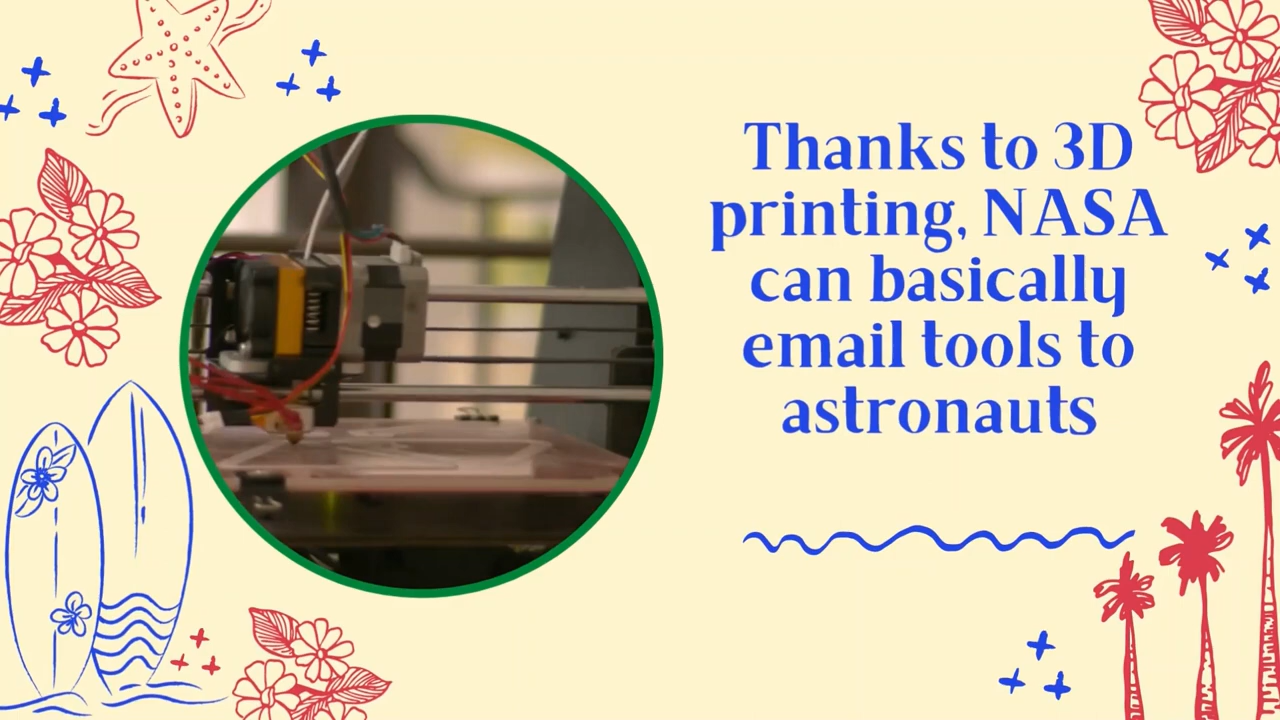 Thanks to 3D
printing, NASA
can basically
email tools to
astronauts